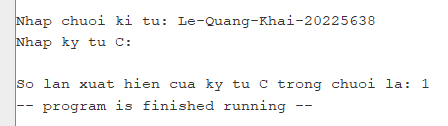 Nhap chuoi ki tu: Le-Quang-Khai-20225638
Nhap ky tu C:
So lan xuat hien cua ky tu C trong chuoi la: 1
-- program is finished running --